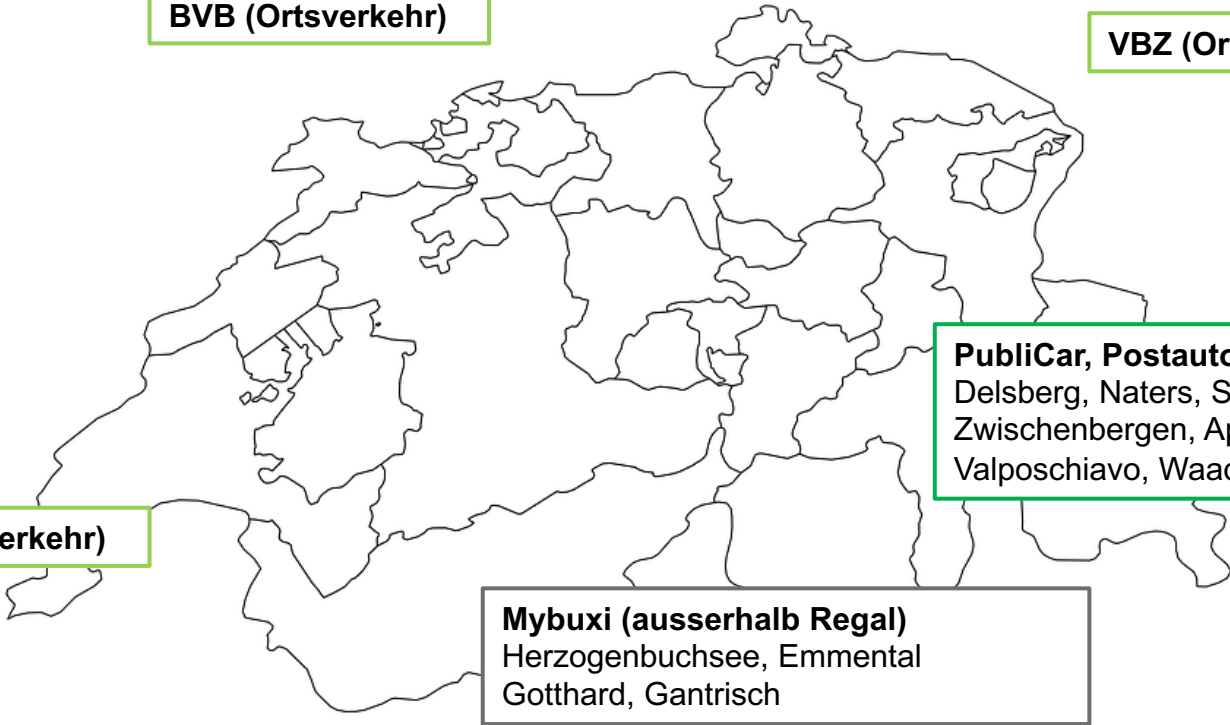 BVB (Ortsverkehr)
VBZ (Or
PubliCar, Postauto
Delsberg, Naters, S
Zwischenbergen, Ap
Valposchiavo, Waad
erkehr)
Mybuxi (ausserhalb Regal)
Herzogenbuchsee, Emmental
Gotthard, Gantrisch